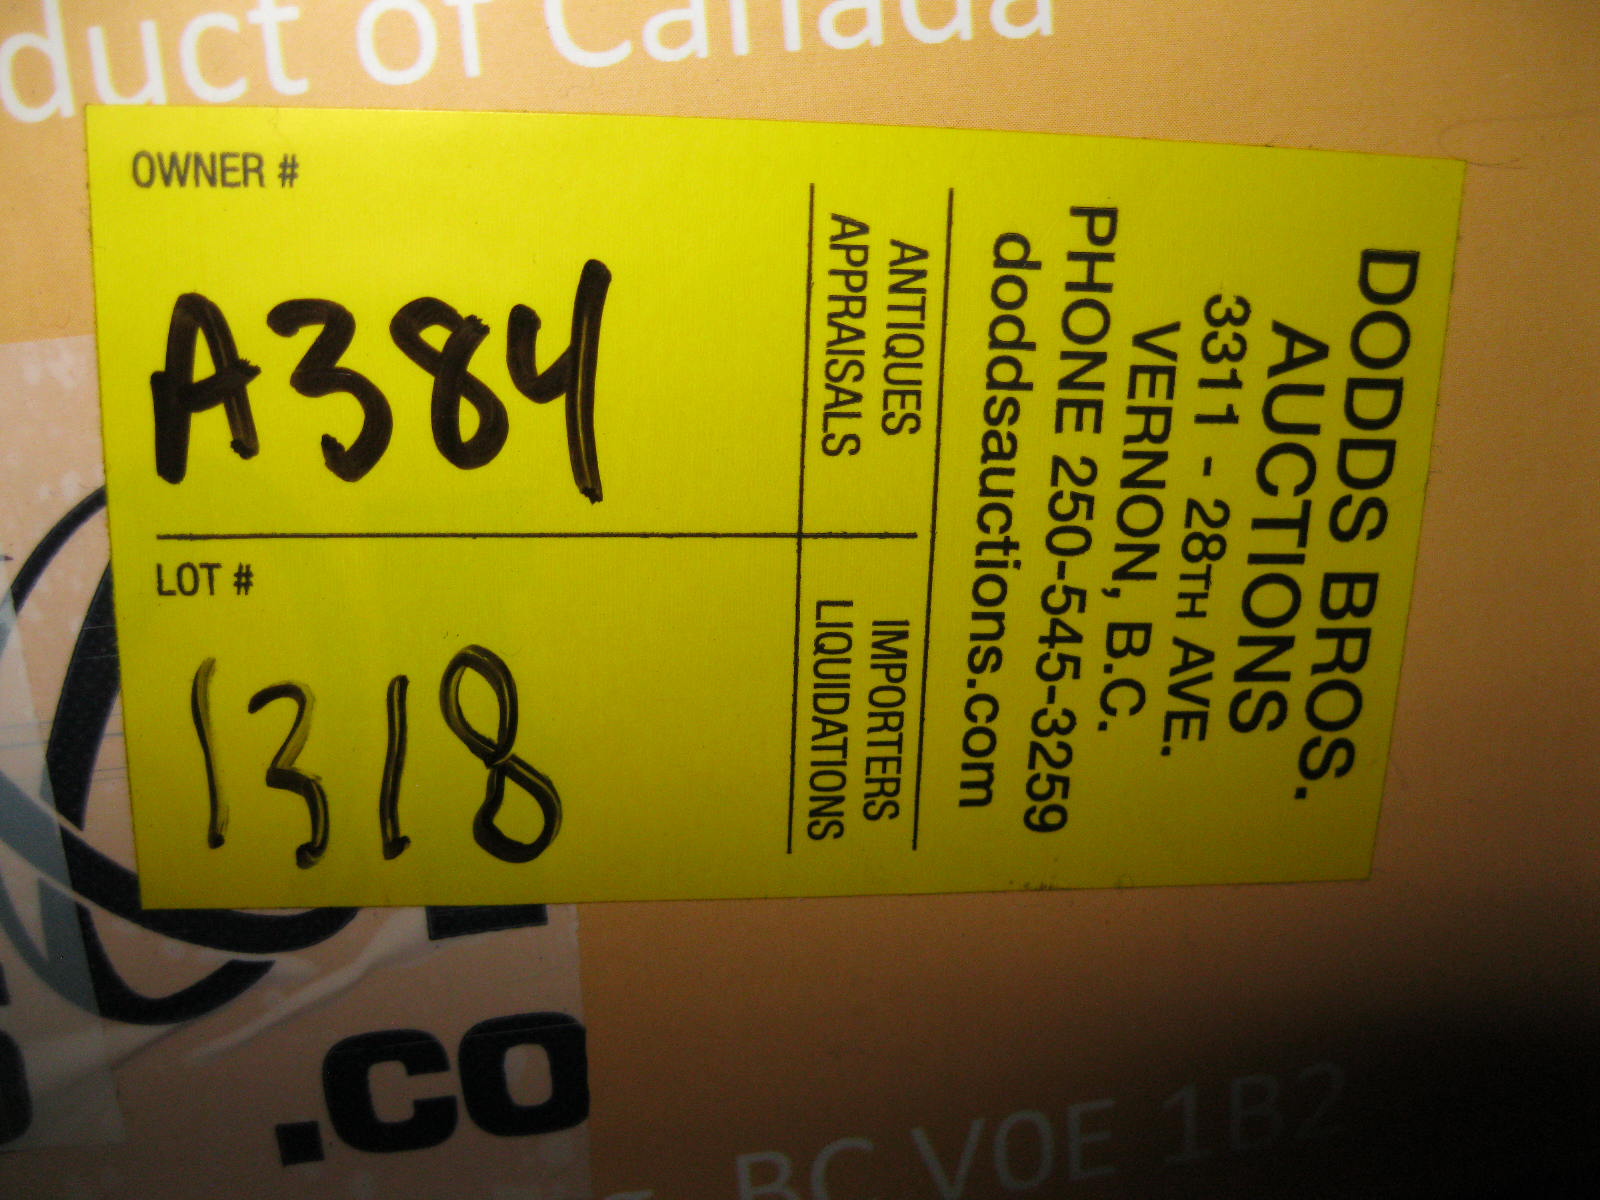 duct of Canada
OWNER #
A384
LOT #
1318
ANTIQUES
APPRAISALS
IMPORTERS
LIQUIDATIONS
DODDS BROS.
AUCTIONS
3311 - 28TH AVE.
VERNON, B.C.
PHONE 250-545-3259
doddsauctions.com
.CO
BC V0E 1B2